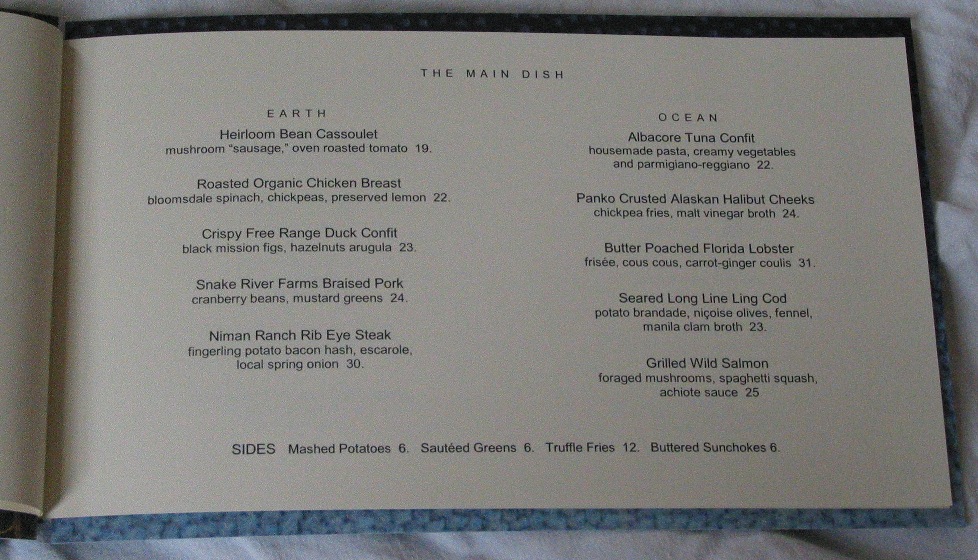 THE MAIN DISH
EARTH
Heirloom Bean Cassoulet
mushroom “sausage,” oven roasted tomato 19.
Roasted Organic Chicken Breast
bloomsdale spinach, chickpeas, preserved lemon 22.
Crispy Free Range Duck Confit
black mission figs, hazelnuts arugula 23.
Snake River Farms Braised Pork
cranberry beans, mustard greens 24.
Niman Ranch Rib Eye Steak
fingerling potato bacon hash, escarole,
local spring onion 30.
OCEAN
Albacore Tuna Confit
housemade pasta, creamy vegetables
and parmigiano-reggiano 22.
Panko Crusted Alaskan Halibut Cheeks
chickpea fries, malt vinegar broth 24.
Butter Poached Florida Lobster
frisée, cous cous, carrot-ginger coulis 31.
Seared Long Line Ling Cod
potato brandade, niçoise olives, fennel,
manila clam broth 23.
Grilled Wild Salmon
foraged mushrooms, spaghetti squash,
achiote sauce 25
SIDES Mashed Potatoes 6. Sautéed Greens 6. Truffle Fries 12. Buttered Sunchokes 6.